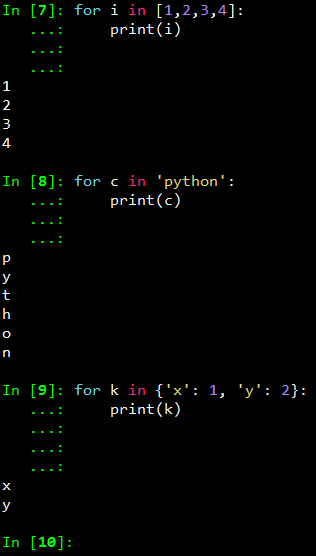 In [7]: for i in [1,2,3,4]:
   ...:     print(i)
   ...:
   ...:
1
2
3
4

In [8]: for c in 'python':
   ...:     print(c)
   ...:
   ...:
p
y
t
h
o
n

In [9]: for k in {'x': 1, 'y': 2}:
   ...:     print(k)
   ...:
   ...:
   ...:
x
y

In [10]: